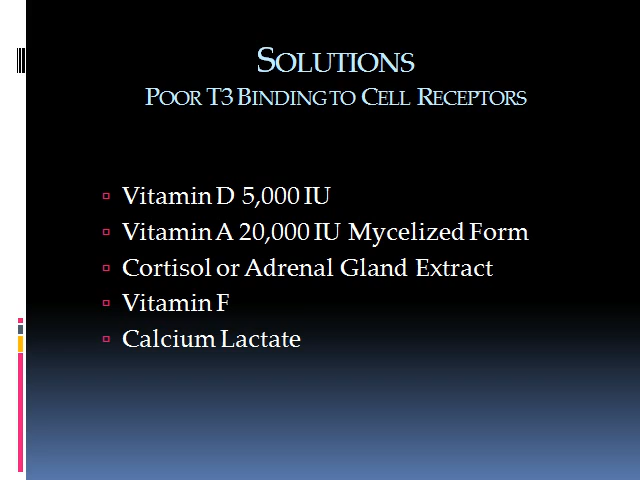 SOLUTIONS
POOR T3 BINDING TO CELL RECEPTORS
Vitamin D 5,000 IU
Vitamin A 20,000 IU Mycelized Form
Cortisol or Adrenal Gland Extract
Vitamin F
Calcium Lactate